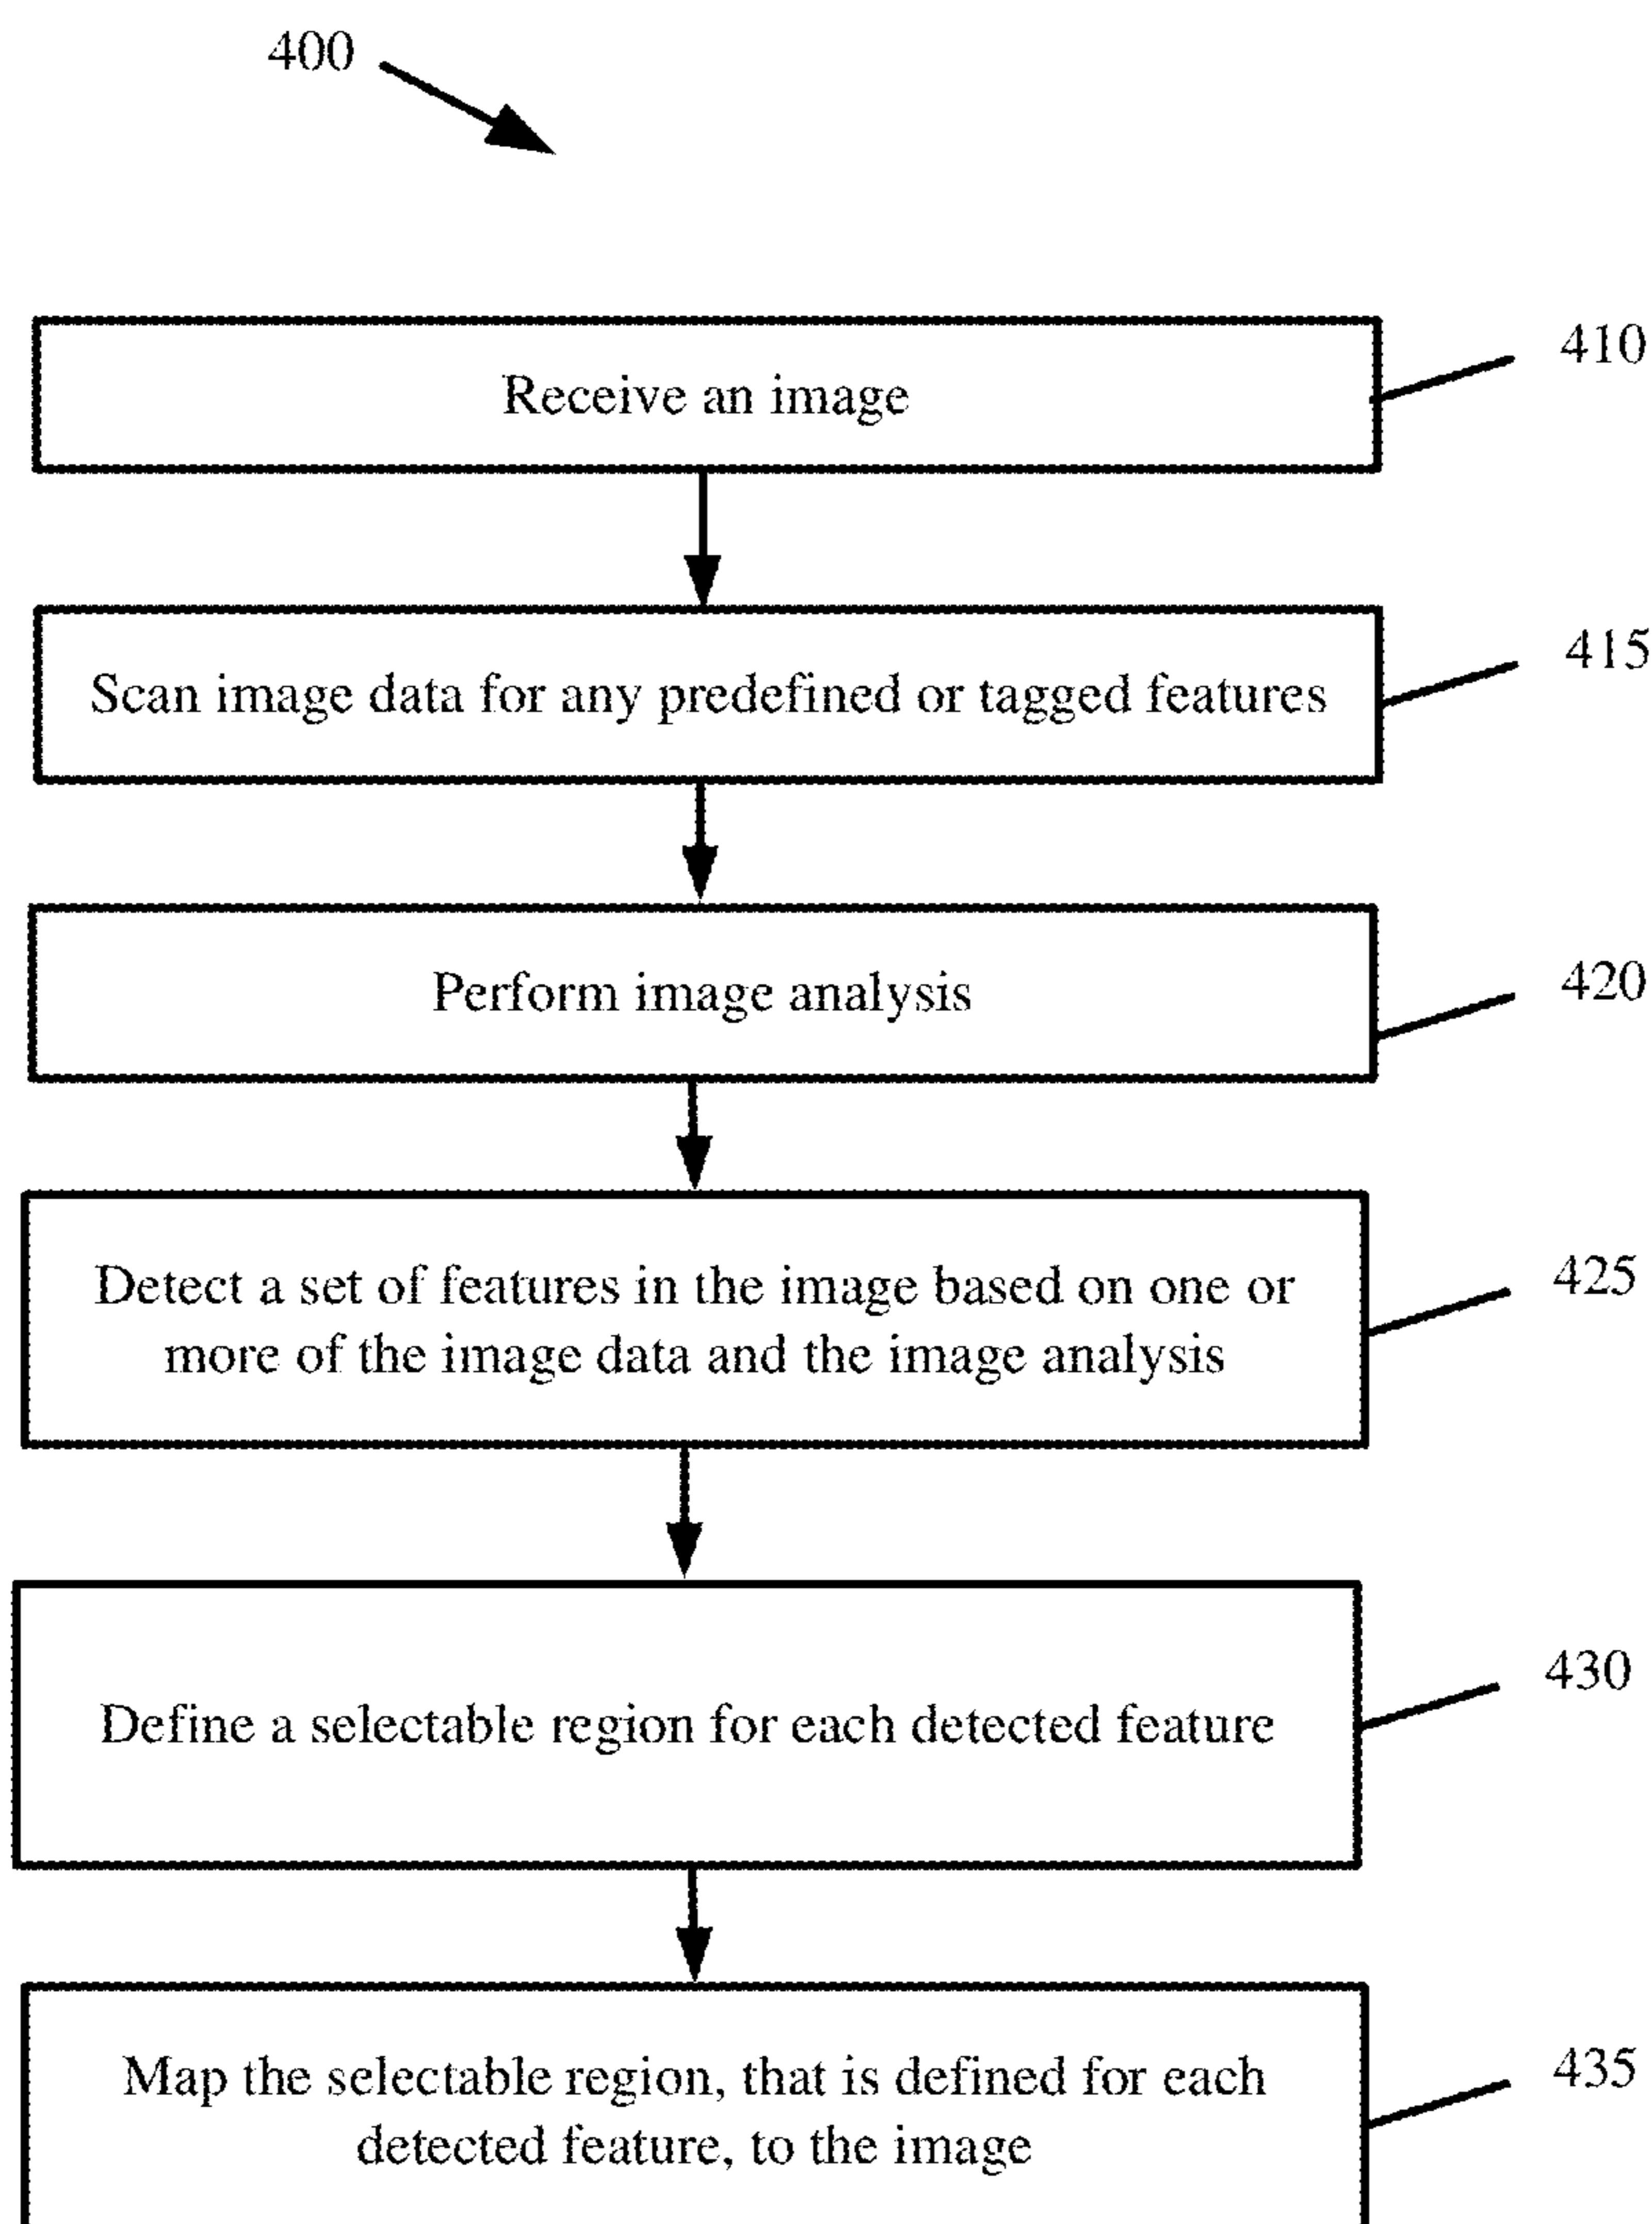 400
Receive an image
410
Scan image data for any predefined or tagged features
415
Perform image analysis
420
Detect a set of features in the image based on one or
more of the image data and the image analysis
425
Define a selectable region for each detected feature
430
Map the selectable region, that is defined for each
detected feature, to the image
435